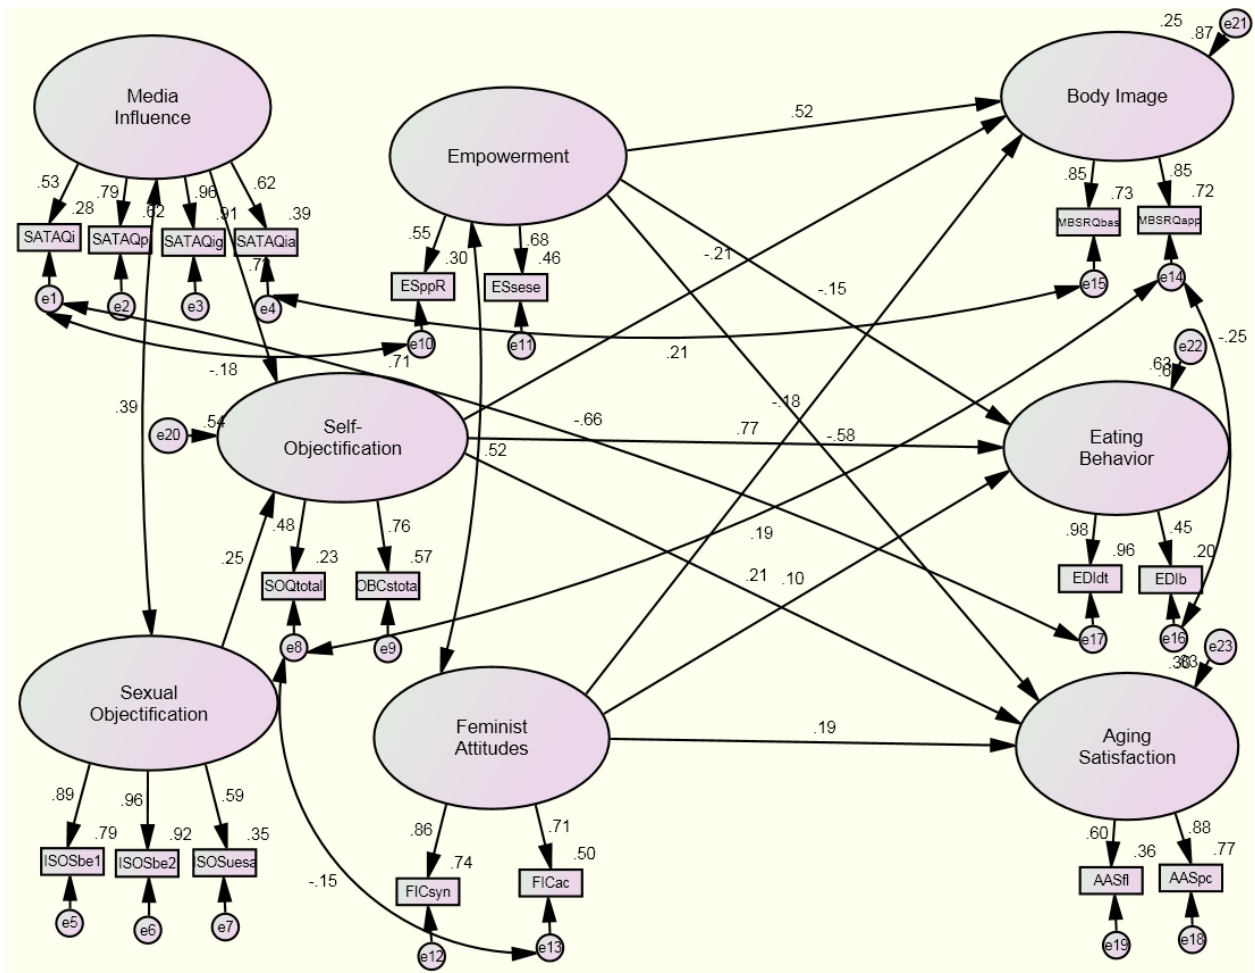 .25
e21
.87
Media
Influence
Body Image
Empowerment
.52
.53
.79
.96
.62
.28
.62
.91
.39
SATAQi
SATAQp
SATAQig
SATAQia
.85
.85
.73
.72
MBSRQbas
MBSRQapp
.55
.68
.30
.46
-.21
ESppR
ESsese
-.15
e1
e2
e3
e4
e15
e14
e10
e11
.21
-.25
e22
.71
-.18
.63
.39
-.18
e20
.54
Self-
Objectification
-.66
.77
-.58
Eating
Behavior
.52
.48
.76
.98
.45
.25
.23
.57
.19
.96
.20
SOQtotal
OBCstota
.21
.10
EDIdt
EDIb
e8
e9
e17
e16
e23
Sexual
Objectification
Feminist
Attitudes
.19
Aging
Satisfaction
.89
.96
.59
.86
.71
.60
.88
.79
.92
.35
.74
.50
.36
.77
ISOSbe1
ISOSbe2
ISOSuesa
FICsyn
FICac
AASfl
AASpc
-.15
e5
e6
e7
e12
e13
e19
e18